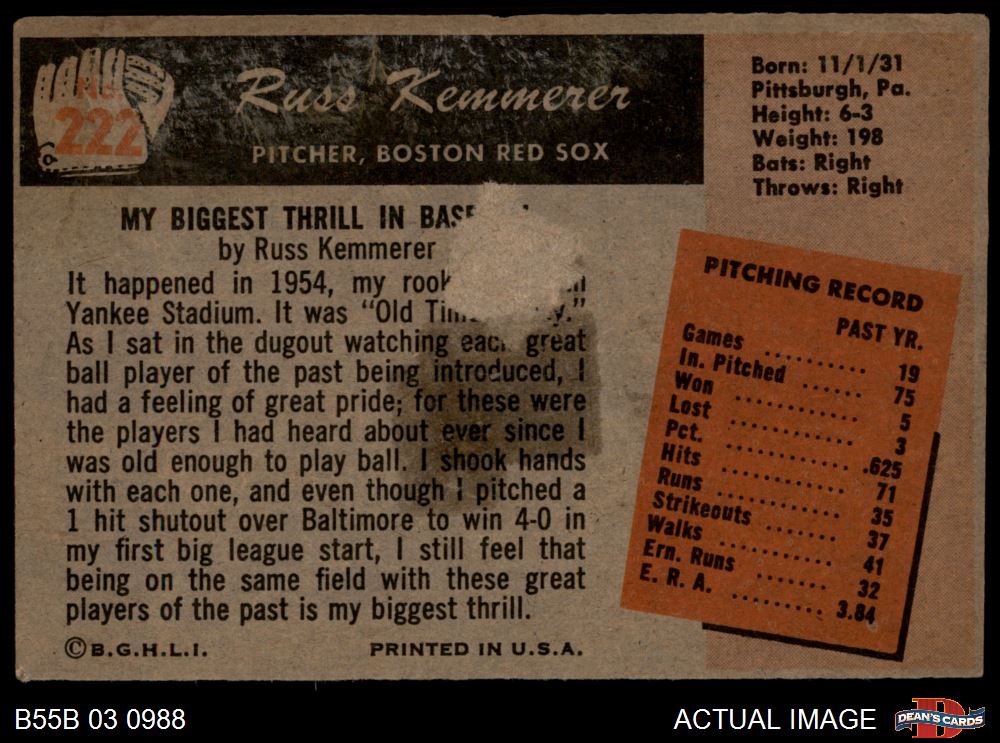 No.
222
Russ Kemmerer
PITCHER, BOSTON RED SOX
Born: 11/1/31
Pittsburgh, Pa.
Height: 6-3
Weight: 198
Bats: Right
Throws: Right
MY BIGGEST THRILL IN
by Russ Kemmerer
It happened in 1954, my
Yankee Stadium. It was “Old
As I sat in the dugout watching each great
ball player of the past being introduced, I
had a feeling of great pride; for these were
the players I had heard about ever since I
was old enough to play ball. I shook hands
with each one, and even though I pitched a
1 hit shutout over Baltimore to win 4-0 in
my first big league start, I still feel that
being on the same field with these great
players of the past is my biggest thrill.
©B.G.H.L.I. PRINTED IN U.S.A.
PITCHING RECORD
PAST YR.
Games ......... 19
In. Pitched ...... 75
Won ............ 5
Lost ............ 3
Pct. ............ .625
Hits ............ 71
Runs ............ 35
Strikeouts ....... 37
Walks .......... 41
Ern. Runs ....... 32
E. R. A. ......... 3.84
B55B 03 0988
ACTUAL IMAGE
DEAN'S CARDS